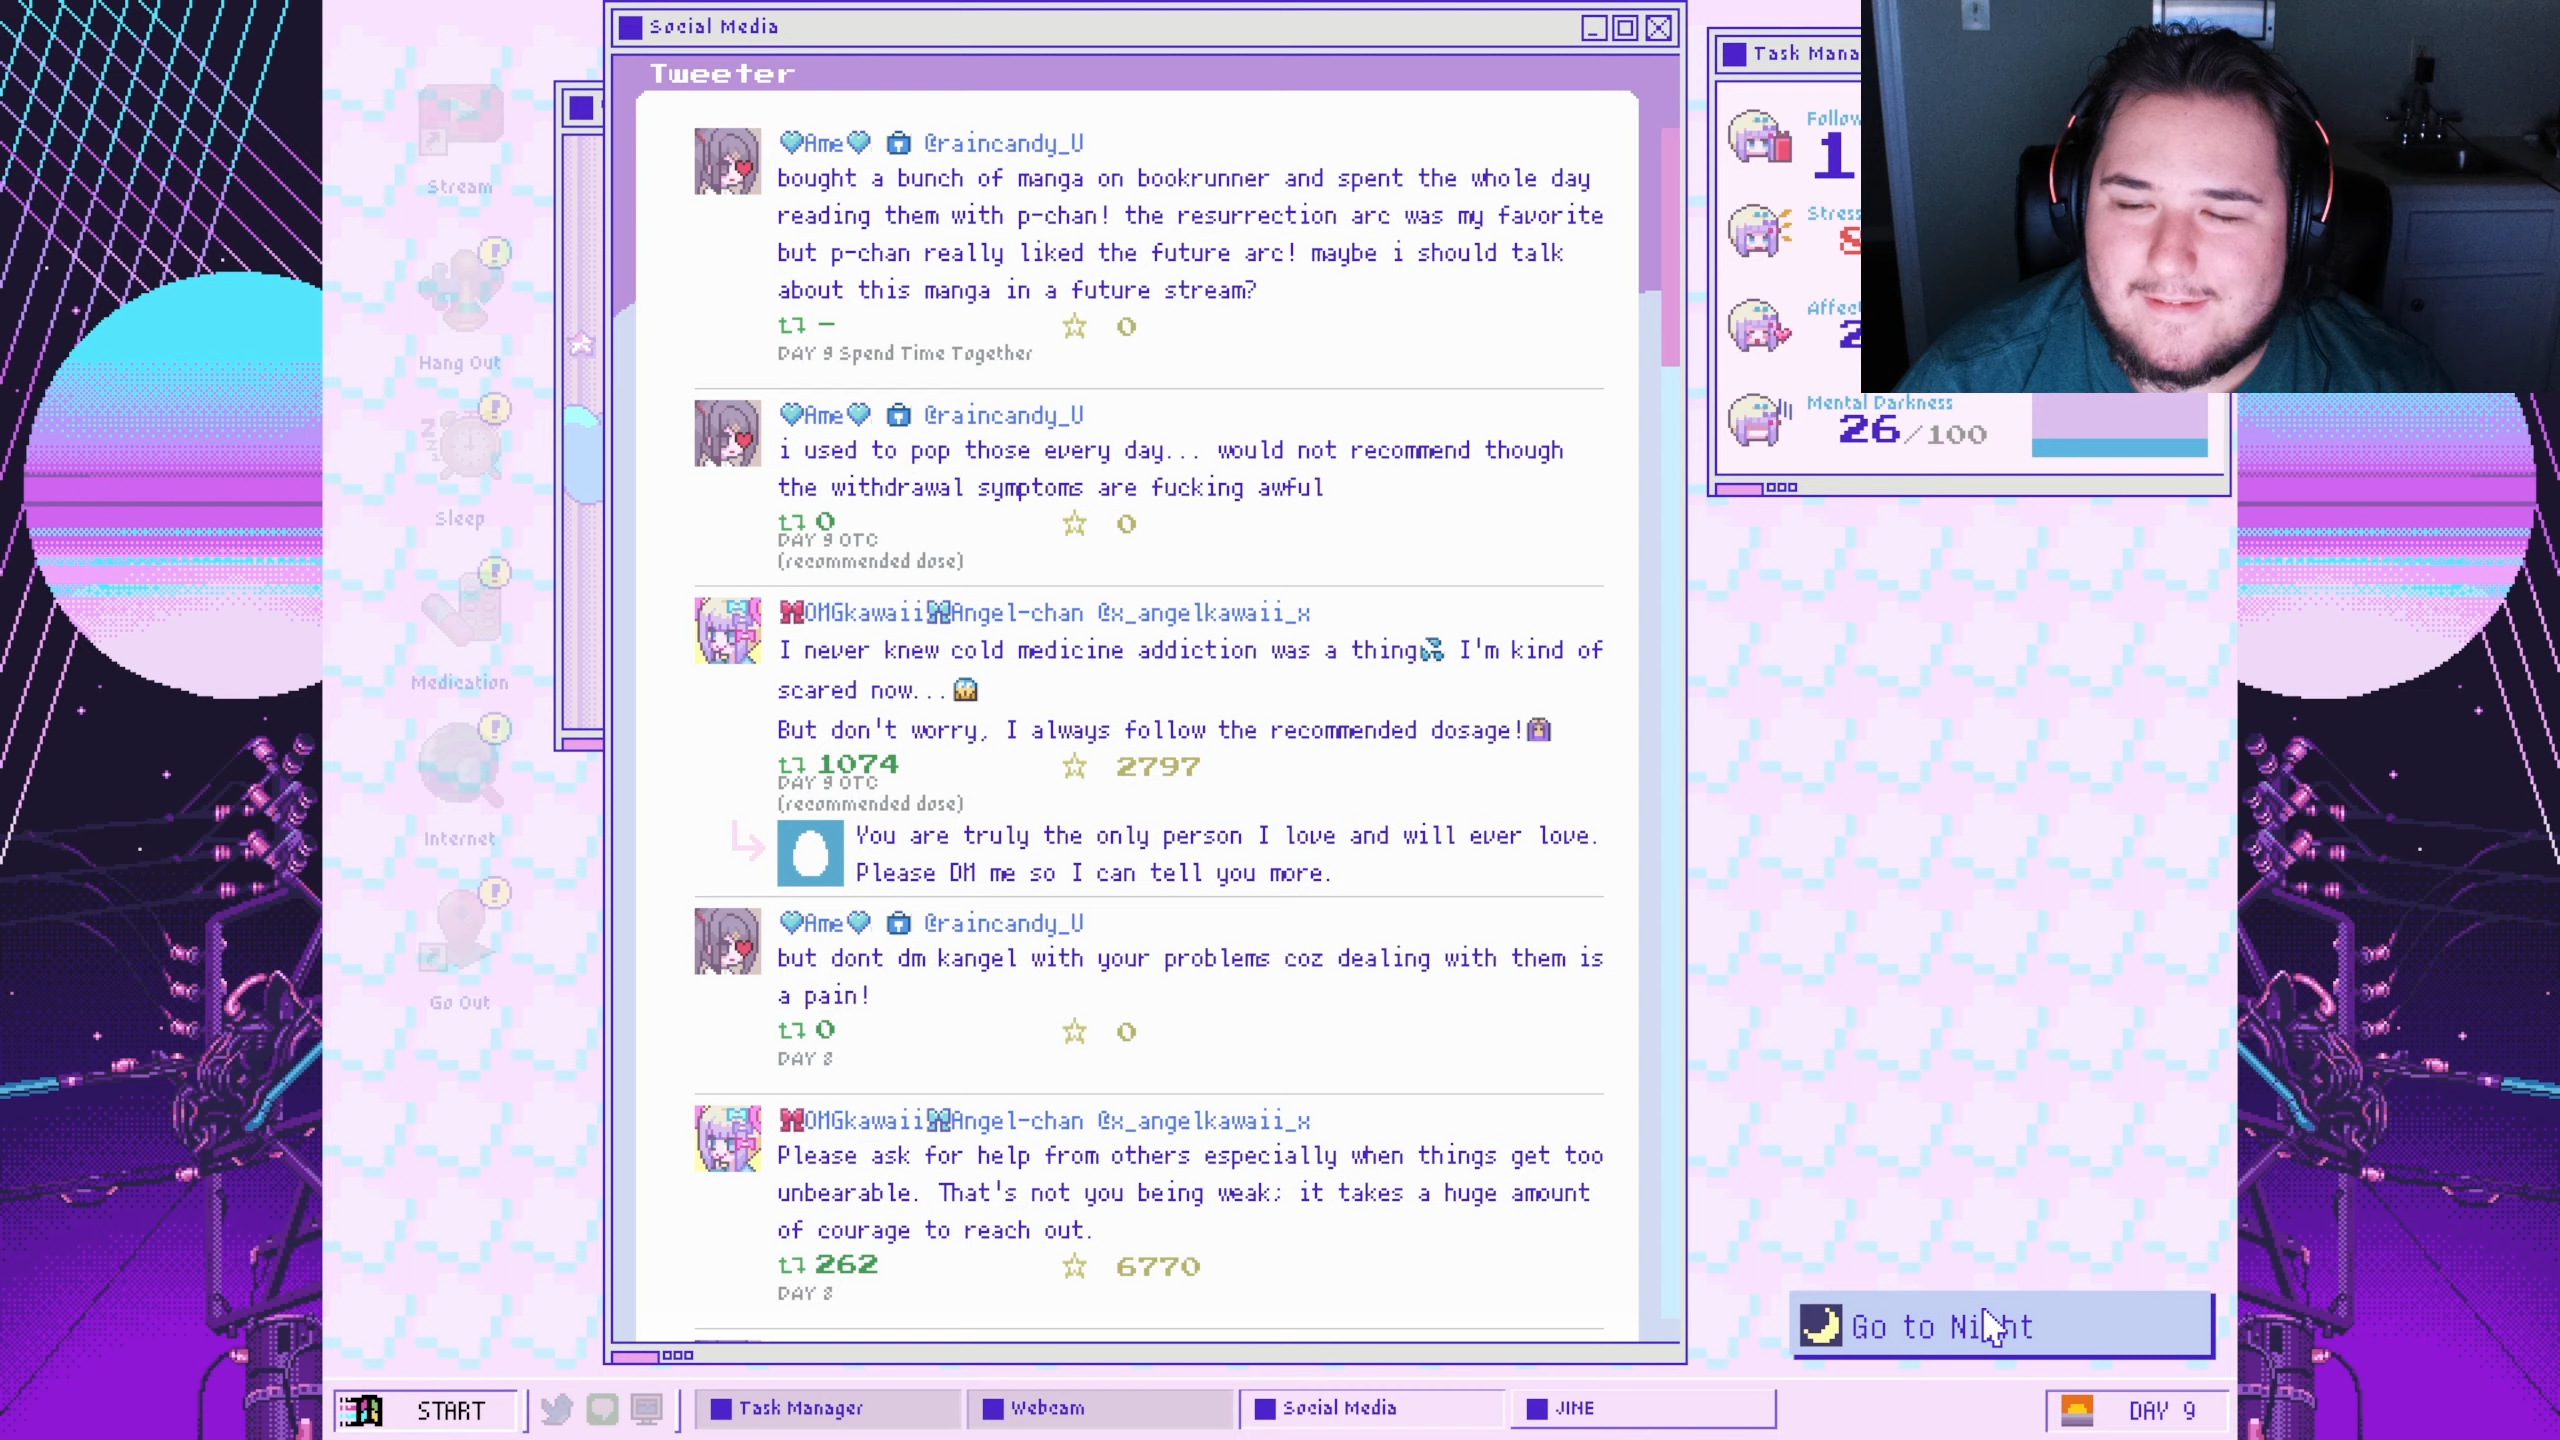 Social Media
Tweeter
Ame @raincandy_U
bought a bunch of manga on bookrunner and spent the whole day
reading them with p-chan! the resurrection arc was my favorite
but p-chan really liked the future arc! maybe i should talk
about this manga in a future stream?
— 0
DAY 9 Spend Time Together
Ame @raincandy_U
i used to pop those every day... would not recommend though
the withdrawal symptoms are fucking awful
0 0
DAY 9 OTC
(recommended dose)
OMGkawaii Angel-chan @x_angelkawaii_x
I never knew cold medicine addiction was a thing I'm kind of
scared now...
But don't worry, I always follow the recommended dosage!
1074 2797
DAY 9 OTC
(recommended dose)
You are truly the only person I love and will ever love.
Please DM me so I can tell you more.
Ame @raincandy_U
but dont dm kangel with your problems coz dealing with them is
a pain!
0 0
DAY 8
OMGkawaii Angel-chan @x_angelkawaii_x
Please ask for help from others especially when things get too
unbearable. That's not you being weak; it takes a huge amount
of courage to reach out.
262 6770
DAY 8
Stream
Hang Out
Sleep
Medication
Internet
Go Out
Task Mana
Follow
1
Stress
Affec
2
Mental Darkness
26/100
Go to Night
START
Task Manager
Webcam
Social Media
JINE
DAY 9